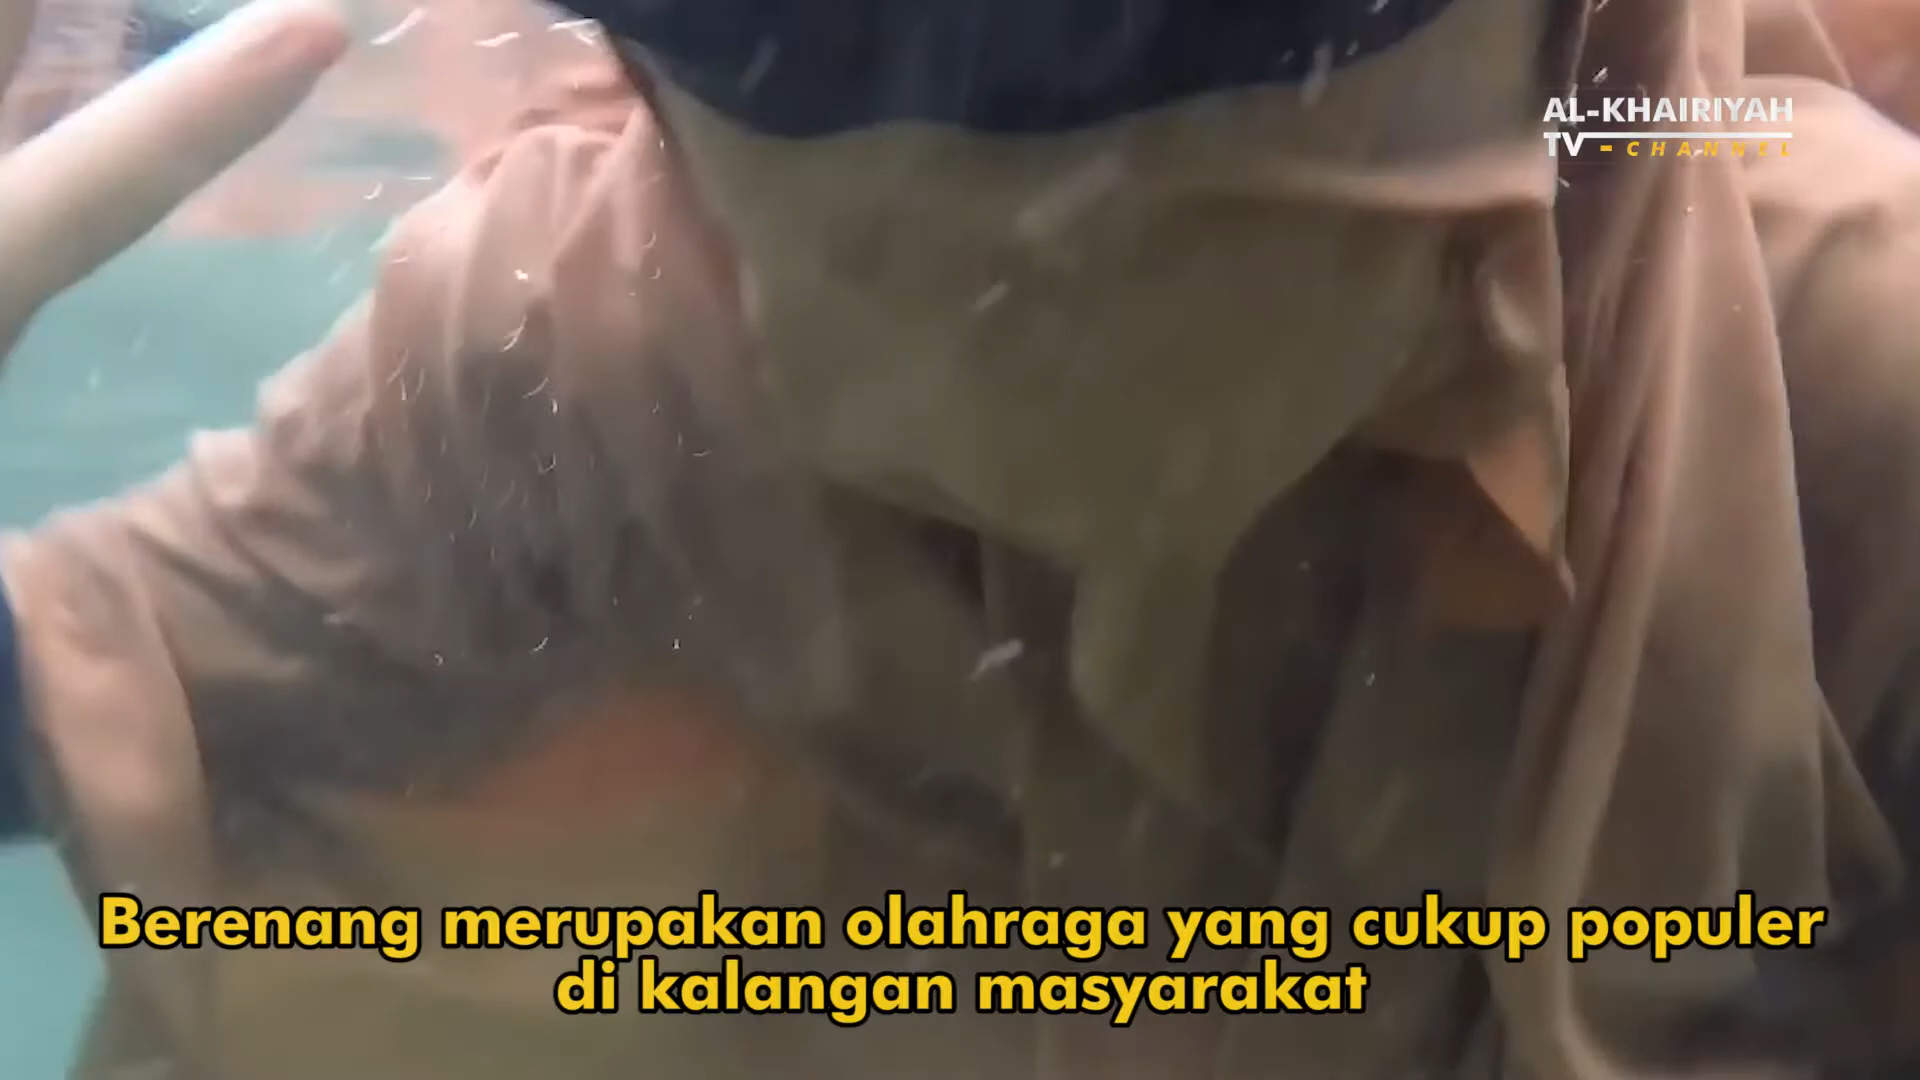 AL-KHAIRIYAH
TV - CHANNEL
Berenang merupakan olahraga yang cukup populer
di kalangan masyarakat